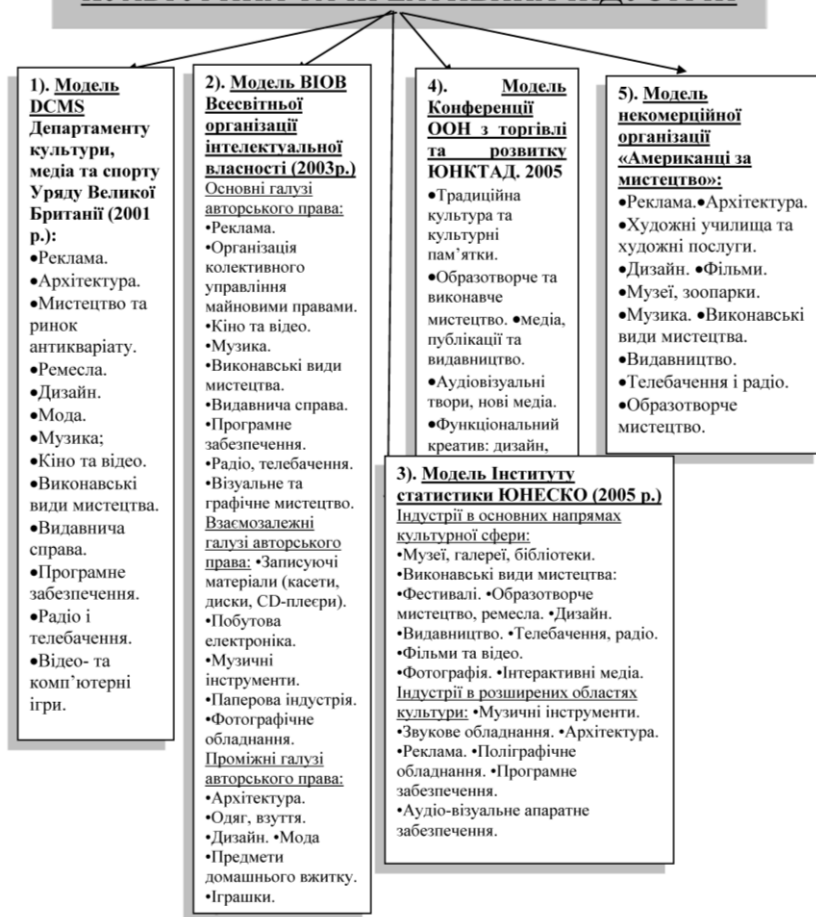 1). Модель
DCMS
Департаменту
культури,
медіа та спорту
Уряду Великої
Британії (2001
р.):
•Реклама.
•Архітектура.
•Мистецтво та
ринок
антикваріату.
•Ремесла.
•Дизайн.
•Мода.
•Музика;
•Кіно та відео.
•Виконавські
види мистецтва.
•Видавнича
справа.
•Програмне
забезпечення.
•Радіо і
телебачення.
•Відео- та
комп’ютерні
ігри.
2). Модель ВІОВ
Всесвітньої
організації
інтелектуальної
власності (2003р.)
Основні галузі
авторського права:
•Реклама.
•Організація
колективного
управління
майновими правами.
•Кіно та відео.
•Музика.
•Виконавські види
мистецтва.
•Видавнича справа.
•Програмне
забезпечення.
•Радіо, телебачення.
•Візуальне та
графічне мистецтво.
Взаємозалежні
галузі авторського
права: •Записуючі
матеріали (касети,
диски, CD-плеєри).
•Побутова
електроніка.
•Музичні
інструменти.
•Паперова індустрія.
•Фотографічне
обладнання.
Проміжні галузі
авторського права:
•Архітектура.
•Одяг, взуття.
•Дизайн. •Мода
•Предмети
домашнього вжитку.
•Іграшки.
4). Модель
Конференції
ООН з торгівлі
та розвитку
ЮНКТАД. 2005
•Традиційна
культура та
культурні
пам’ятки.
•Образотворче та
виконавче
мистецтво. •медіа,
публікації та
видавництво.
•Аудіовізуальні
твори, нові медіа.
•Функціональний
креатив: дизайн,
5). Модель
некомерційної
організації
«Американці за
мистецтво»:
•Реклама.•Архітектура.
•Художні училища та
художні послуги.
•Дизайн. •Фільми.
•Музеї, зоопарки.
•Музика. •Виконавські
види мистецтва.
•Видавництво.
•Телебачення і радіо.
•Образотворче
мистецтво.
3). Модель Інституту
статистики ЮНЕСКО (2005 р.)
Індустрії в основних напрямах
культурної сфери:
•Музеї, галереї, бібліотеки.
•Виконавські види мистецтва:
•Фестивалі. •Образотворче
мистецтво, ремесла. •Дизайн.
•Видавництво. •Телебачення, радіо.
•Фільми та відео.
•Фотографія. •Інтерактивні медіа.
Індустрії в розширених областях
культури: •Музичні інструменти.
•Звукове обладнання. •Архітектура.
•Реклама. •Поліграфічне
обладнання. •Програмне
забезпечення.
•Аудіо-візуальне апаратне
забезпечення.